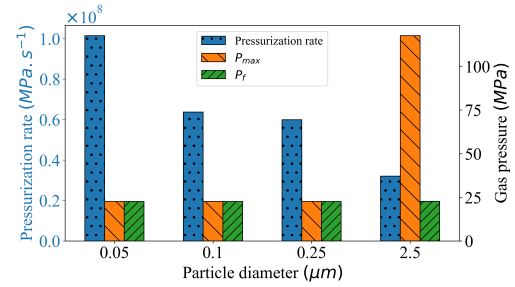 ×10⁸
Pressurization rate (MPa.s⁻¹)
1.0
0.8
0.6
0.4
0.2
0.0
Pressurization rate
P_max
P_f
Gas pressure (MPa)
100
75
50
25
0
0.05 0.1 0.25 2.5
Particle diameter (μm)